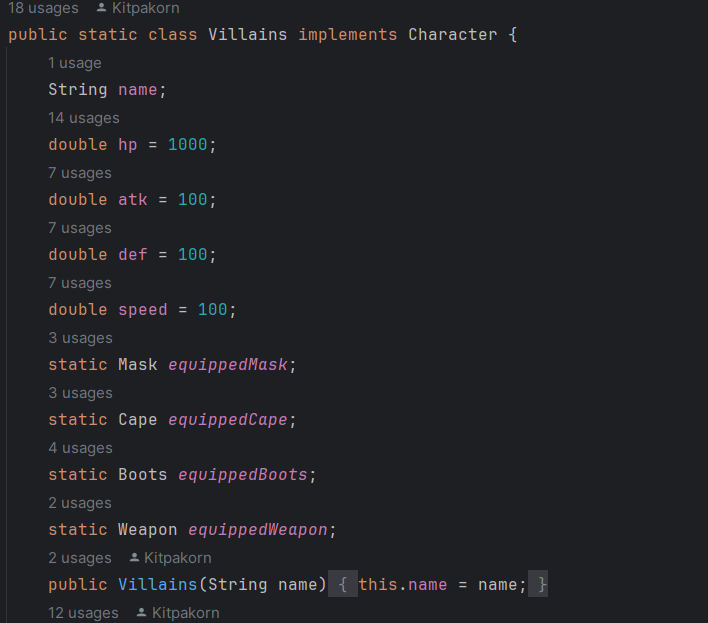 18 usages Kitpakorn
public static class Villains implements Character {
1 usage
String name;
14 usages
double hp = 1000;
7 usages
double atk = 100;
7 usages
double def = 100;
7 usages
double speed = 100;
3 usages
static Mask equippedMask;
3 usages
static Cape equippedCape;
4 usages
static Boots equippedBoots;
2 usages
static Weapon equippedWeapon;
2 usages Kitpakorn
public Villains(String name) { this.name = name; }
12 usages Kitpakorn